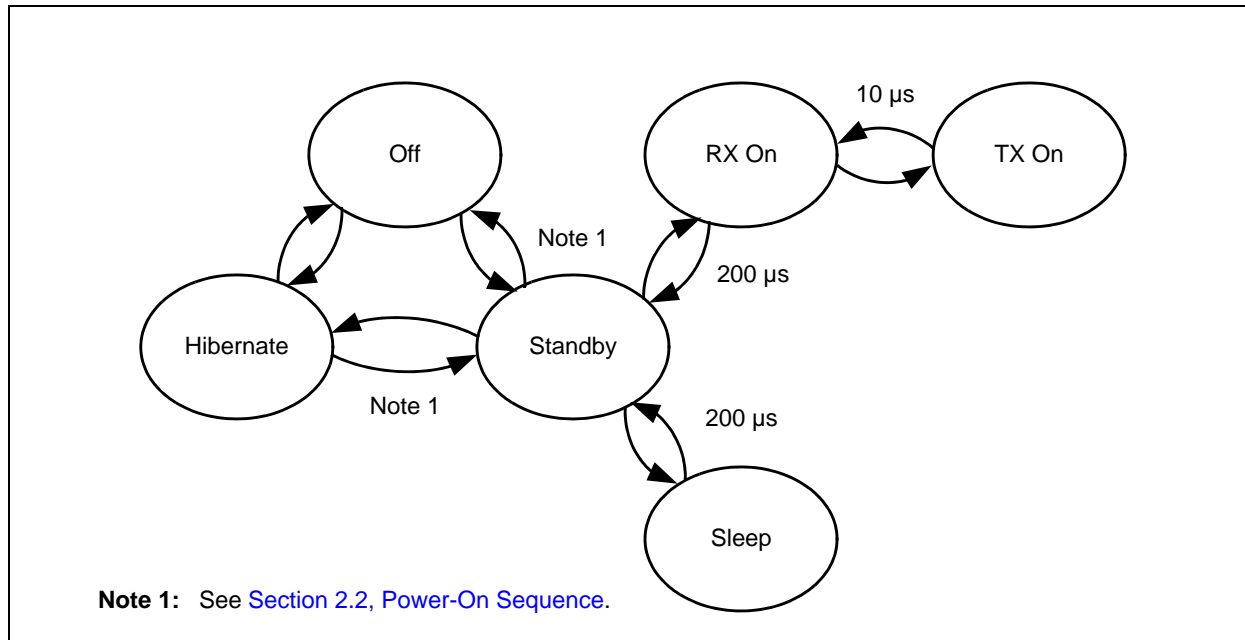 10 µs
Off
RX On
TX On
Note 1
200 µs
Hibernate
Standby
Note 1
200 µs
Sleep
Note 1: See Section 2.2, Power-On Sequence.